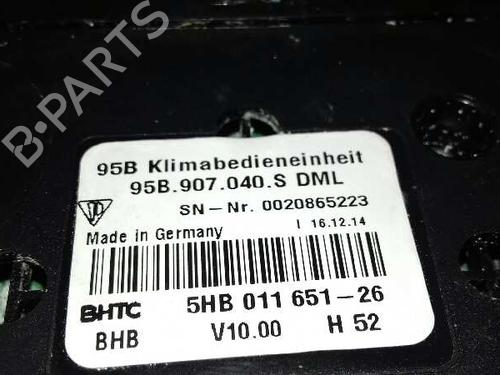 B-PARTS
95B Klimabedieneinheit
95B.907.040.S DML
SN-Nr. 0020865223
Made in Germany I 16.12.14
BHTC 5HB 011 651-26
BHB V10.00 H 52